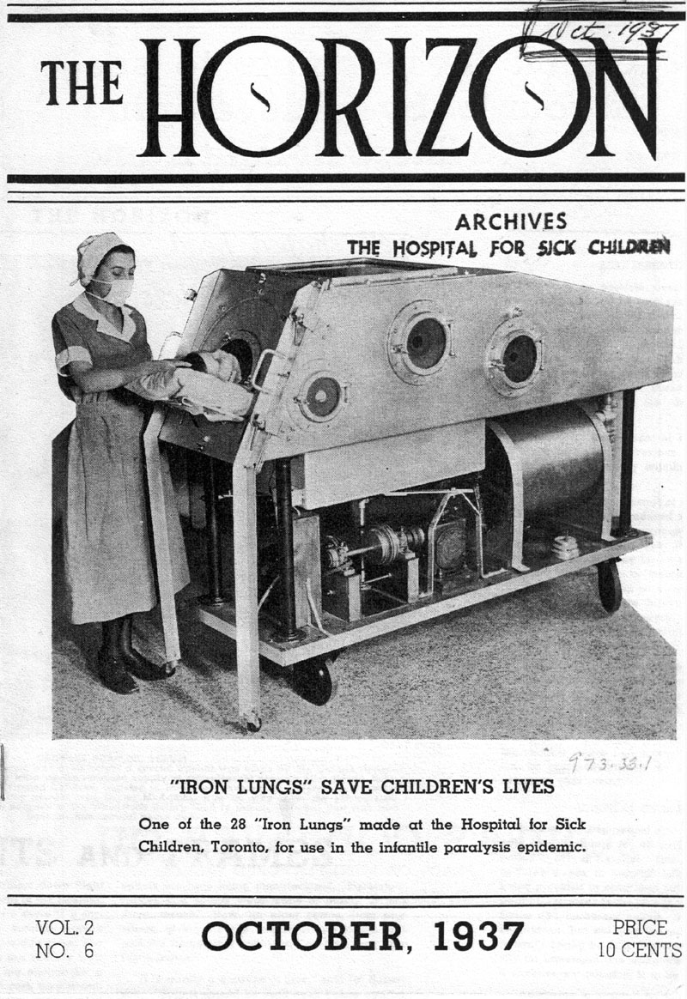 Oct. 1937
THE HORIZON
ARCHIVES
THE HOSPITAL FOR SICK CHILDREN
973.33.1
"IRON LUNGS" SAVE CHILDREN'S LIVES
One of the 28 "Iron Lungs" made at the Hospital for Sick
Children, Toronto, for use in the infantile paralysis epidemic.
VOL. 2
NO. 6
OCTOBER, 1937
PRICE
10 CENTS